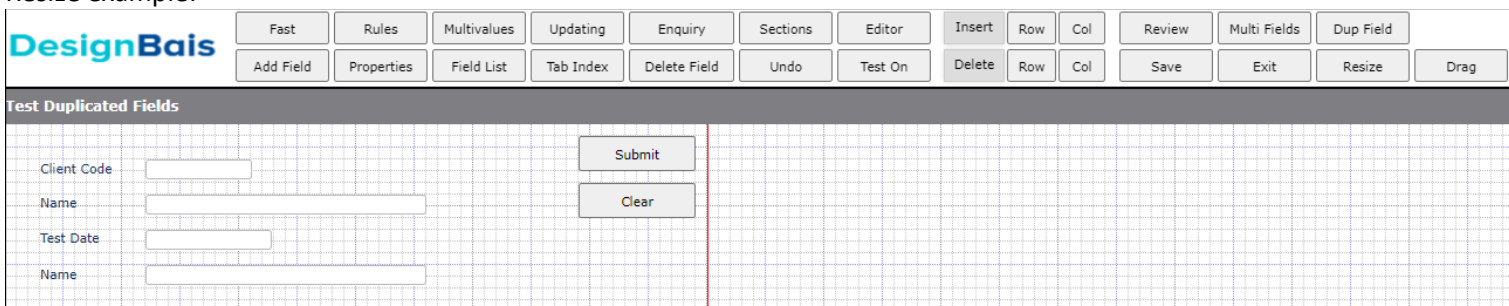 Resize example:
DesignBais
Fast Rules Multivalues Updating Enquiry Sections Editor Insert Row Col Review Multi Fields Dup Field
Add Field Properties Field List Tab Index Delete Field Undo Test On Delete Row Col Save Exit Resize Drag
Test Duplicated Fields
Submit
Client Code
Clear
Name
Test Date
Name